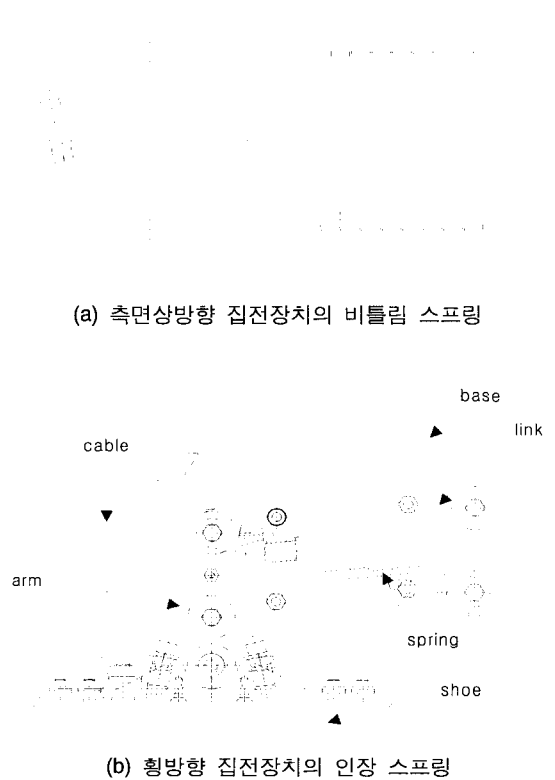 (a) 측면상방향 집전장치의 비틀림 스프링
base
link
cable
arm
spring
shoe
(b) 횡방향 집전장치의 인장 스프링